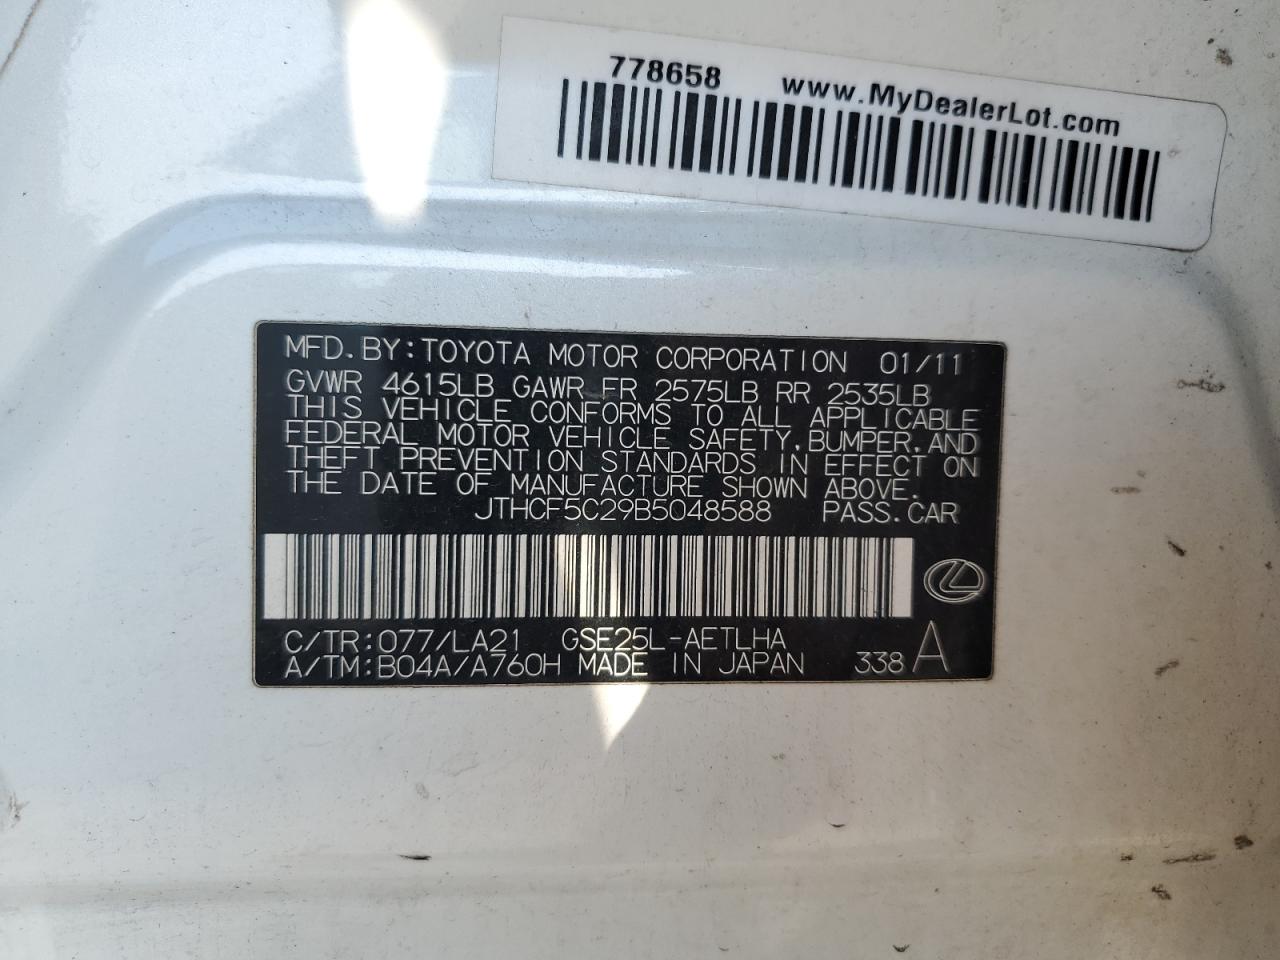 778658 www.MyDealerLot.com
MFD. BY: TOYOTA MOTOR CORPORATION 01/11
GVWR 4615LB GAWR FR 2575LB RR 2535LB
THIS VEHICLE CONFORMS TO ALL APPLICABLE
FEDERAL MOTOR VEHICLE SAFETY, BUMPER, AND
THEFT PREVENTION STANDARDS IN EFFECT ON
THE DATE OF MANUFACTURE SHOWN ABOVE.
JTHCF5C29B5048588 PASS. CAR
C/TR: 077/LA21 GSE25L-AETLHA
A/TM: B04A/A760H MADE IN JAPAN 338 A